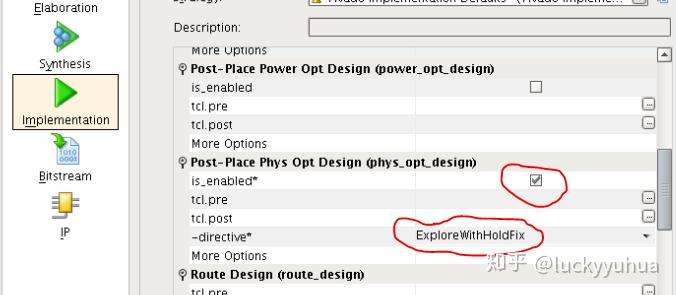 Elaboration
Synthesis
Implementation
Bitstream
IP
Description:
More Options
Post-Place Power Opt Design (power_opt_design)
is_enabled
tcl.pre
tcl.post
More Options
Post-Place Phys Opt Design (phys_opt_design)
is_enabled*
tcl.pre
tcl.post
-directive* ExploreWithHoldFix
More Options
Route Design (route_design)
tcl.pre
知乎 @luckyyuhua